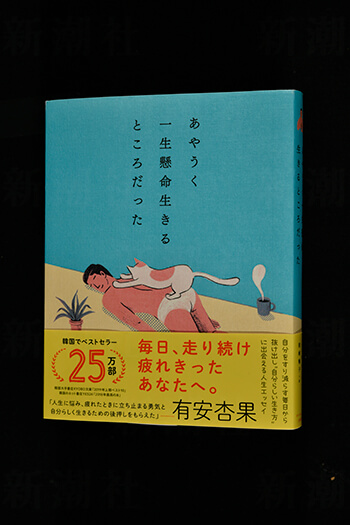 あやうく
一生懸命生きる
ところだった
韓国でベストセラー
25万部
毎日、走り続け
疲れきった
あなたへ。
「人生に悩み、疲れたときに立ち止まる勇気と
自分らしく生きるための後押しをもらえた」
有安杏果
自分をすり減らす毎日から
抜け出し、“自分らしい生き方”
に出会える人生エッセイ